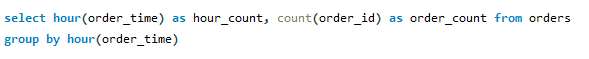 select hour(order_time) as hour_count, count(order_id) as order_count from orders
group by hour(order_time)